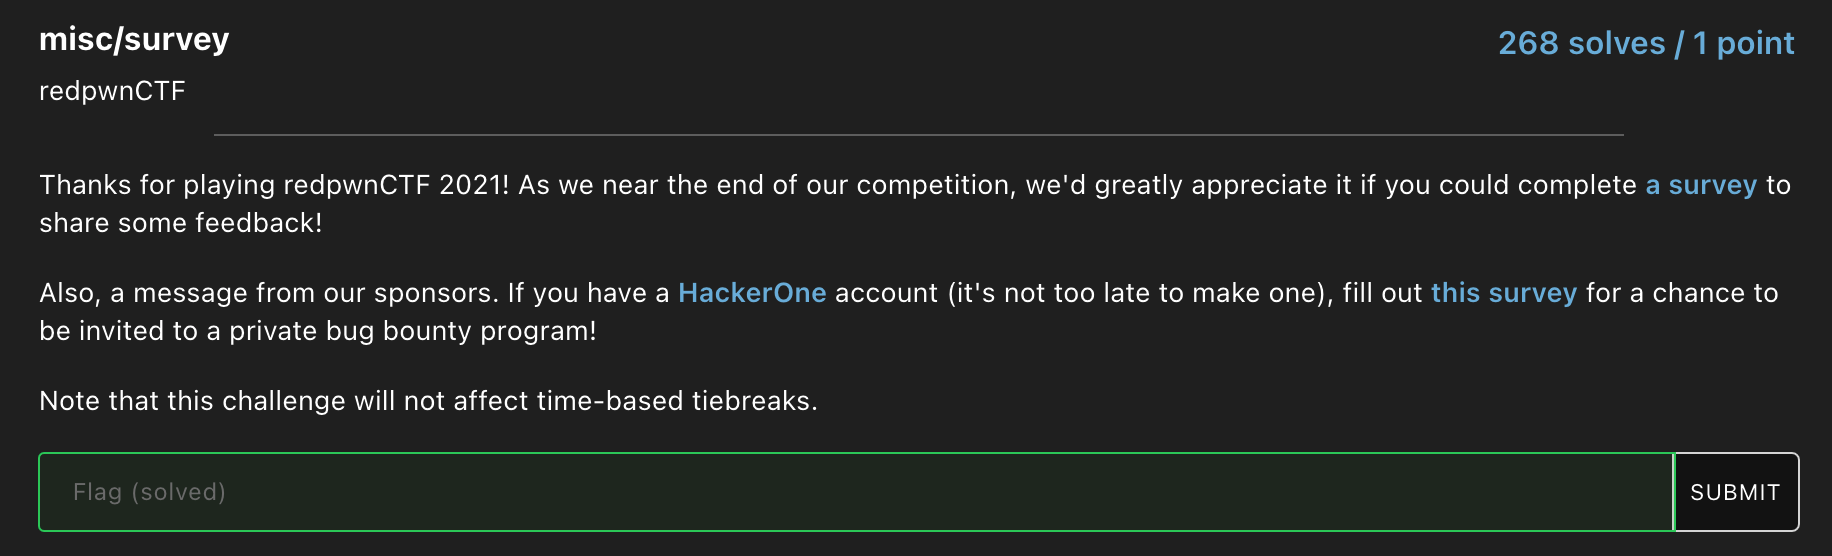 misc/survey
268 solves / 1 point
redpwnCTF
Thanks for playing redpwnCTF 2021! As we near the end of our competition, we'd greatly appreciate it if you could complete a survey to
share some feedback!
Also, a message from our sponsors. If you have a HackerOne account (it's not too late to make one), fill out this survey for a chance to
be invited to a private bug bounty program!
Note that this challenge will not affect time-based tiebreaks.
Flag (solved)
SUBMIT